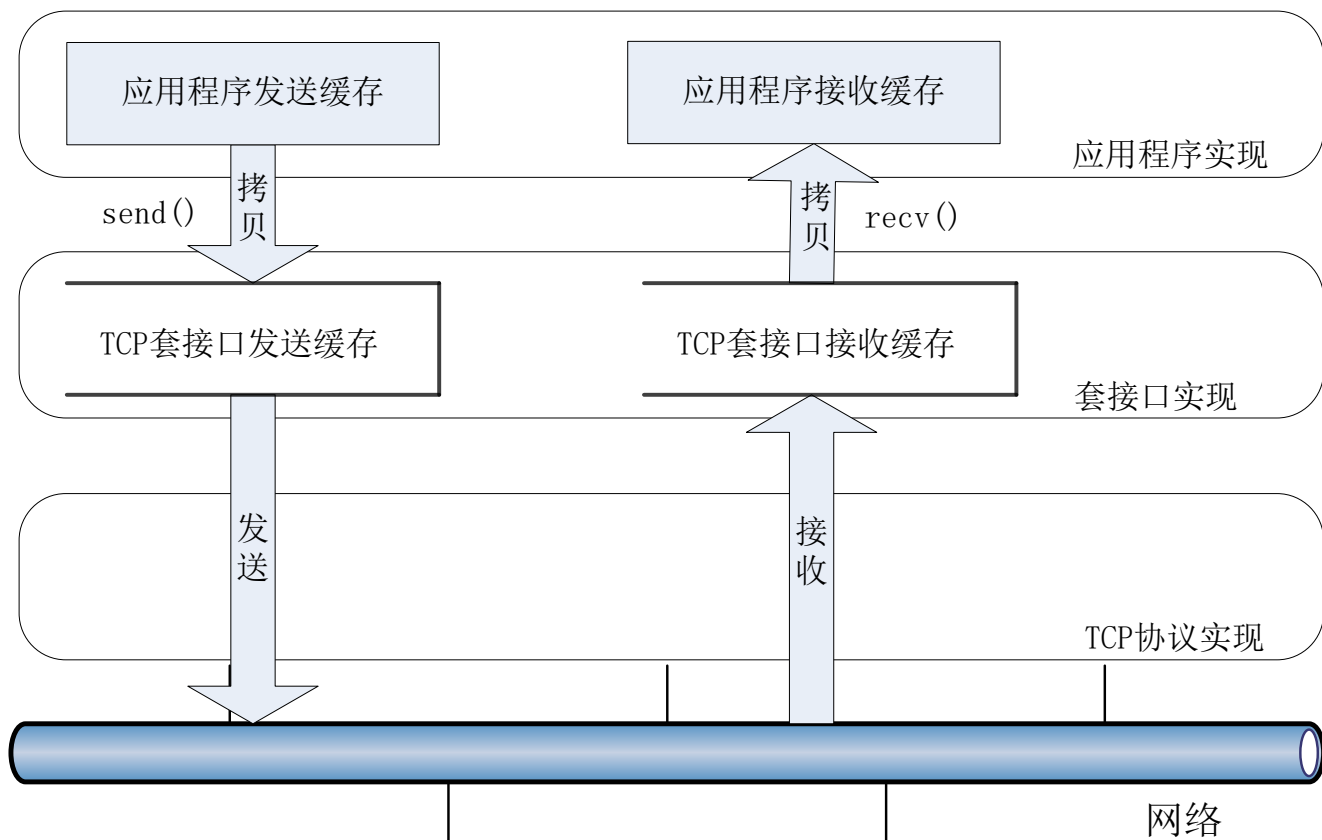 应用程序发送缓存
应用程序接收缓存
应用程序实现
send()
拷贝
拷贝
recv()
TCP套接口发送缓存
TCP套接口接收缓存
套接口实现
发送
接收
TCP协议实现
网络